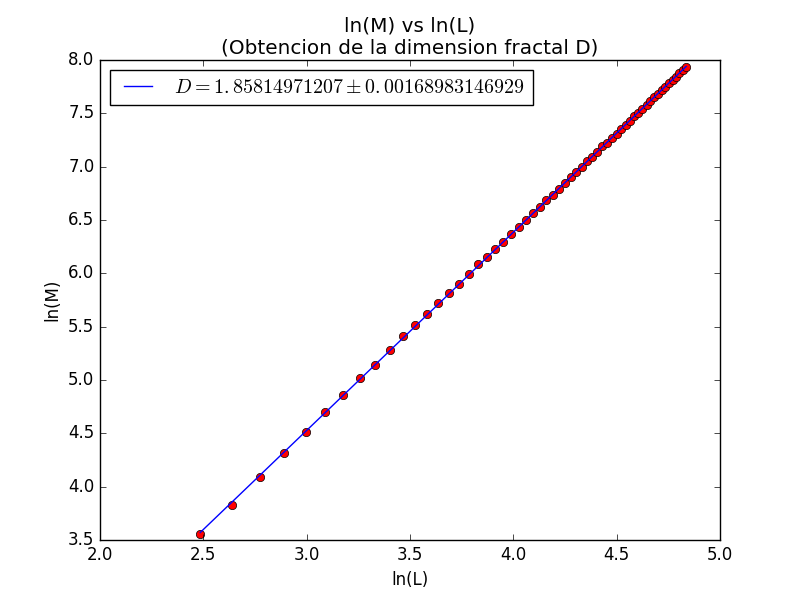 ln(M) vs ln(L)
(Obtencion de la dimension fractal D)
D = 1.85814971207 ± 0.00168983146929
8.0
7.5
7.0
6.5
6.0
5.5
5.0
4.5
4.0
3.5
ln(M)
2.0 2.5 3.0 3.5 4.0 4.5 5.0
ln(L)